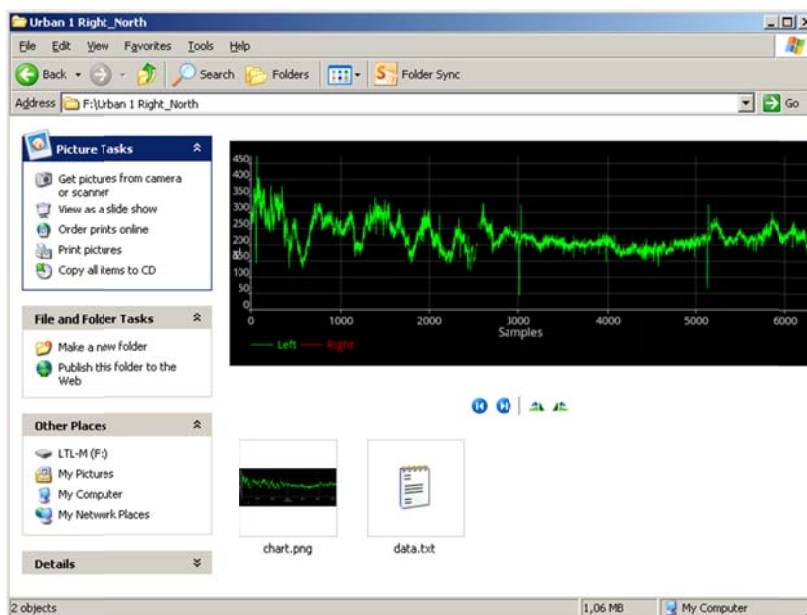 Urban 1 Right_North
File Edit View Favorites Tools Help
Back Search Folders Folder Sync
Address F:\Urban 1 Right_North Go
Picture Tasks
Get pictures from camera
or scanner
View as a slide show
Order prints online
Print pictures
Copy all items to CD
File and Folder Tasks
Make a new folder
Publish this folder to the
Web
Other Places
LTL-M (F:)
My Pictures
My Computer
My Network Places
Details
450
400
350
300
250
200
150
100
50
0
0 1000 2000 3000 4000 5000 6000
Samples
Left Right
chart.png data.txt
2 objects 1,06 MB My Computer